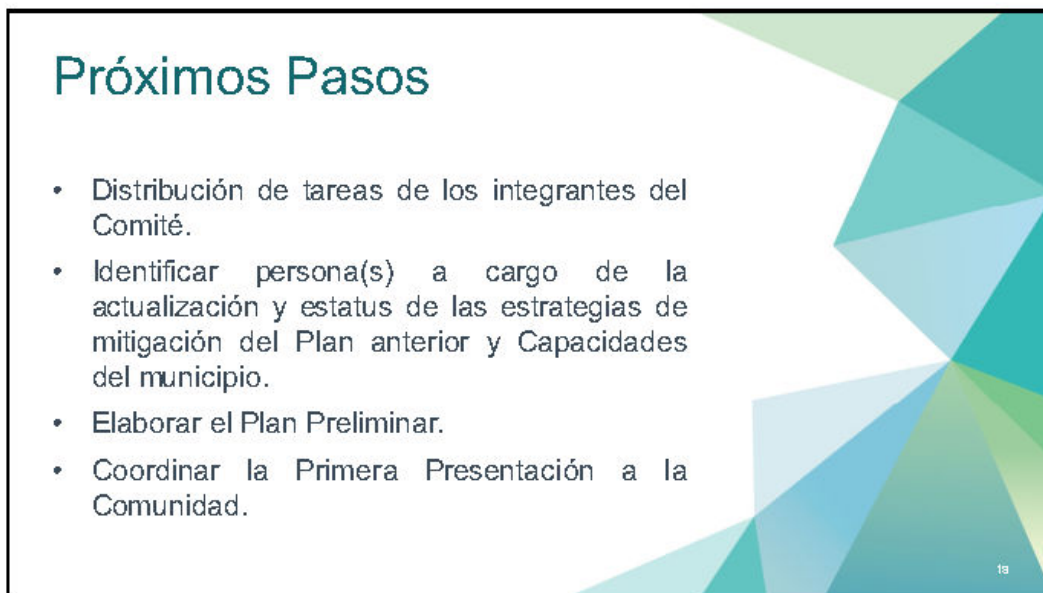 Próximos Pasos
• Distribución de tareas de los integrantes del
Comité.
• Identificar persona(s) a cargo de la
actualización y estatus de las estrategias de
mitigación del Plan anterior y Capacidades
del municipio.
• Elaborar el Plan Preliminar.
• Coordinar la Primera Presentación a la
Comunidad.